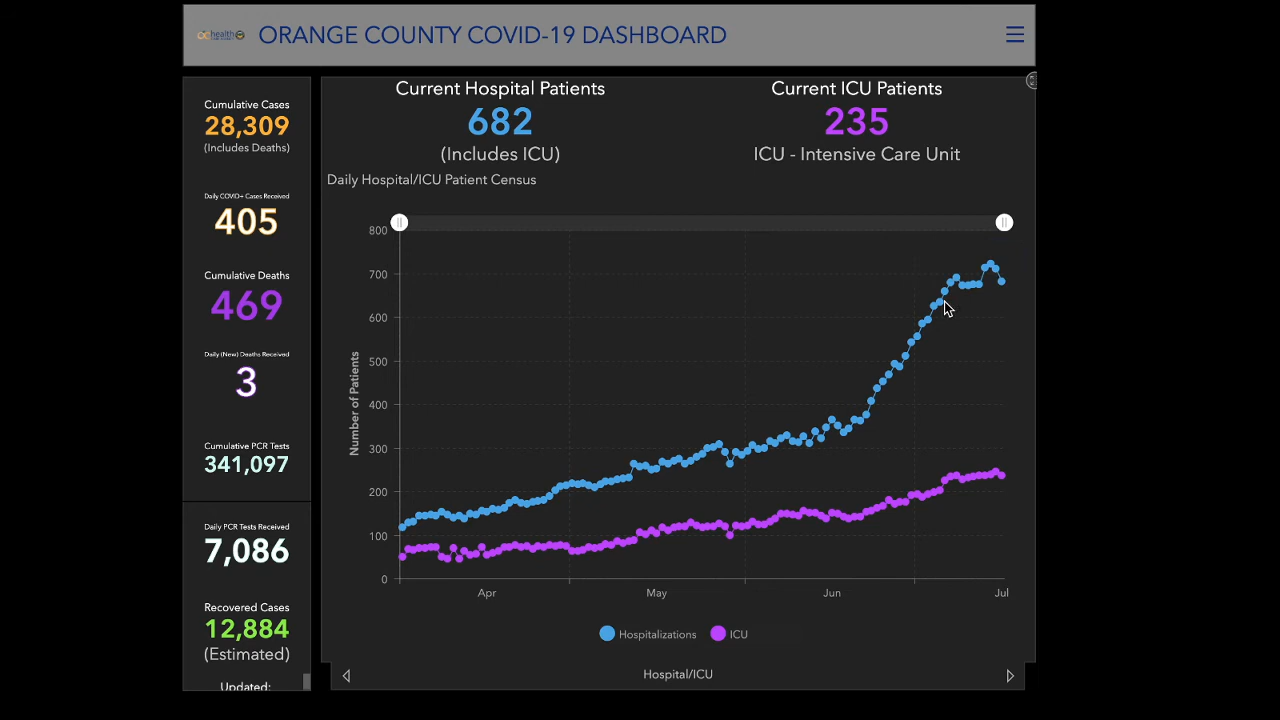 health
ORANGE COUNTY COVID-19 DASHBOARD
Cumulative Cases
28,309
(Includes Deaths)
Daily COVID+ Cases Received
405
Cumulative Deaths
469
Daily (New) Deaths Received
3
Cumulative PCR Tests
341,097
Daily PCR Tests Received
7,086
Recovered Cases
12,884
(Estimated)
Updated:
Current Hospital Patients
682
(Includes ICU)
Current ICU Patients
235
ICU - Intensive Care Unit
Daily Hospital/ICU Patient Census
Number of Patients
800
700
600
500
400
300
200
100
0
Apr May Jun Jul
Hospitalizations ICU
Hospital/ICU